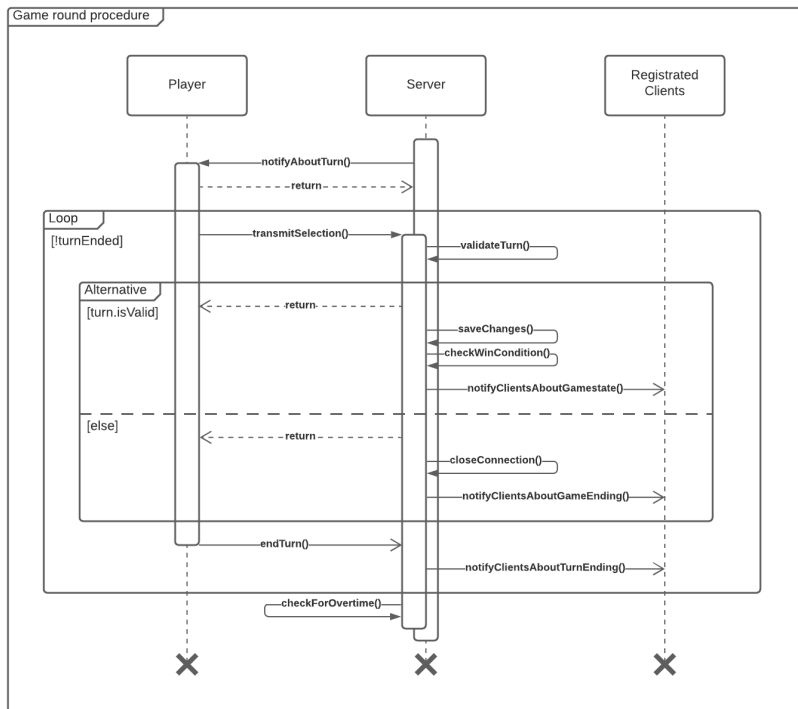 Game round procedure
Player
Server
Registrated
Clients
notifyAboutTurn()
return
Loop
[!turnEnded]
transmitSelection()
validateTurn()
Alternative
[turn.isValid]
return
saveChanges()
checkWinCondition()
notifyClientsAboutGamestate()
[else]
return
closeConnection()
notifyClientsAboutGameEnding()
endTurn()
notifyClientsAboutTurnEnding()
checkForOvertime()